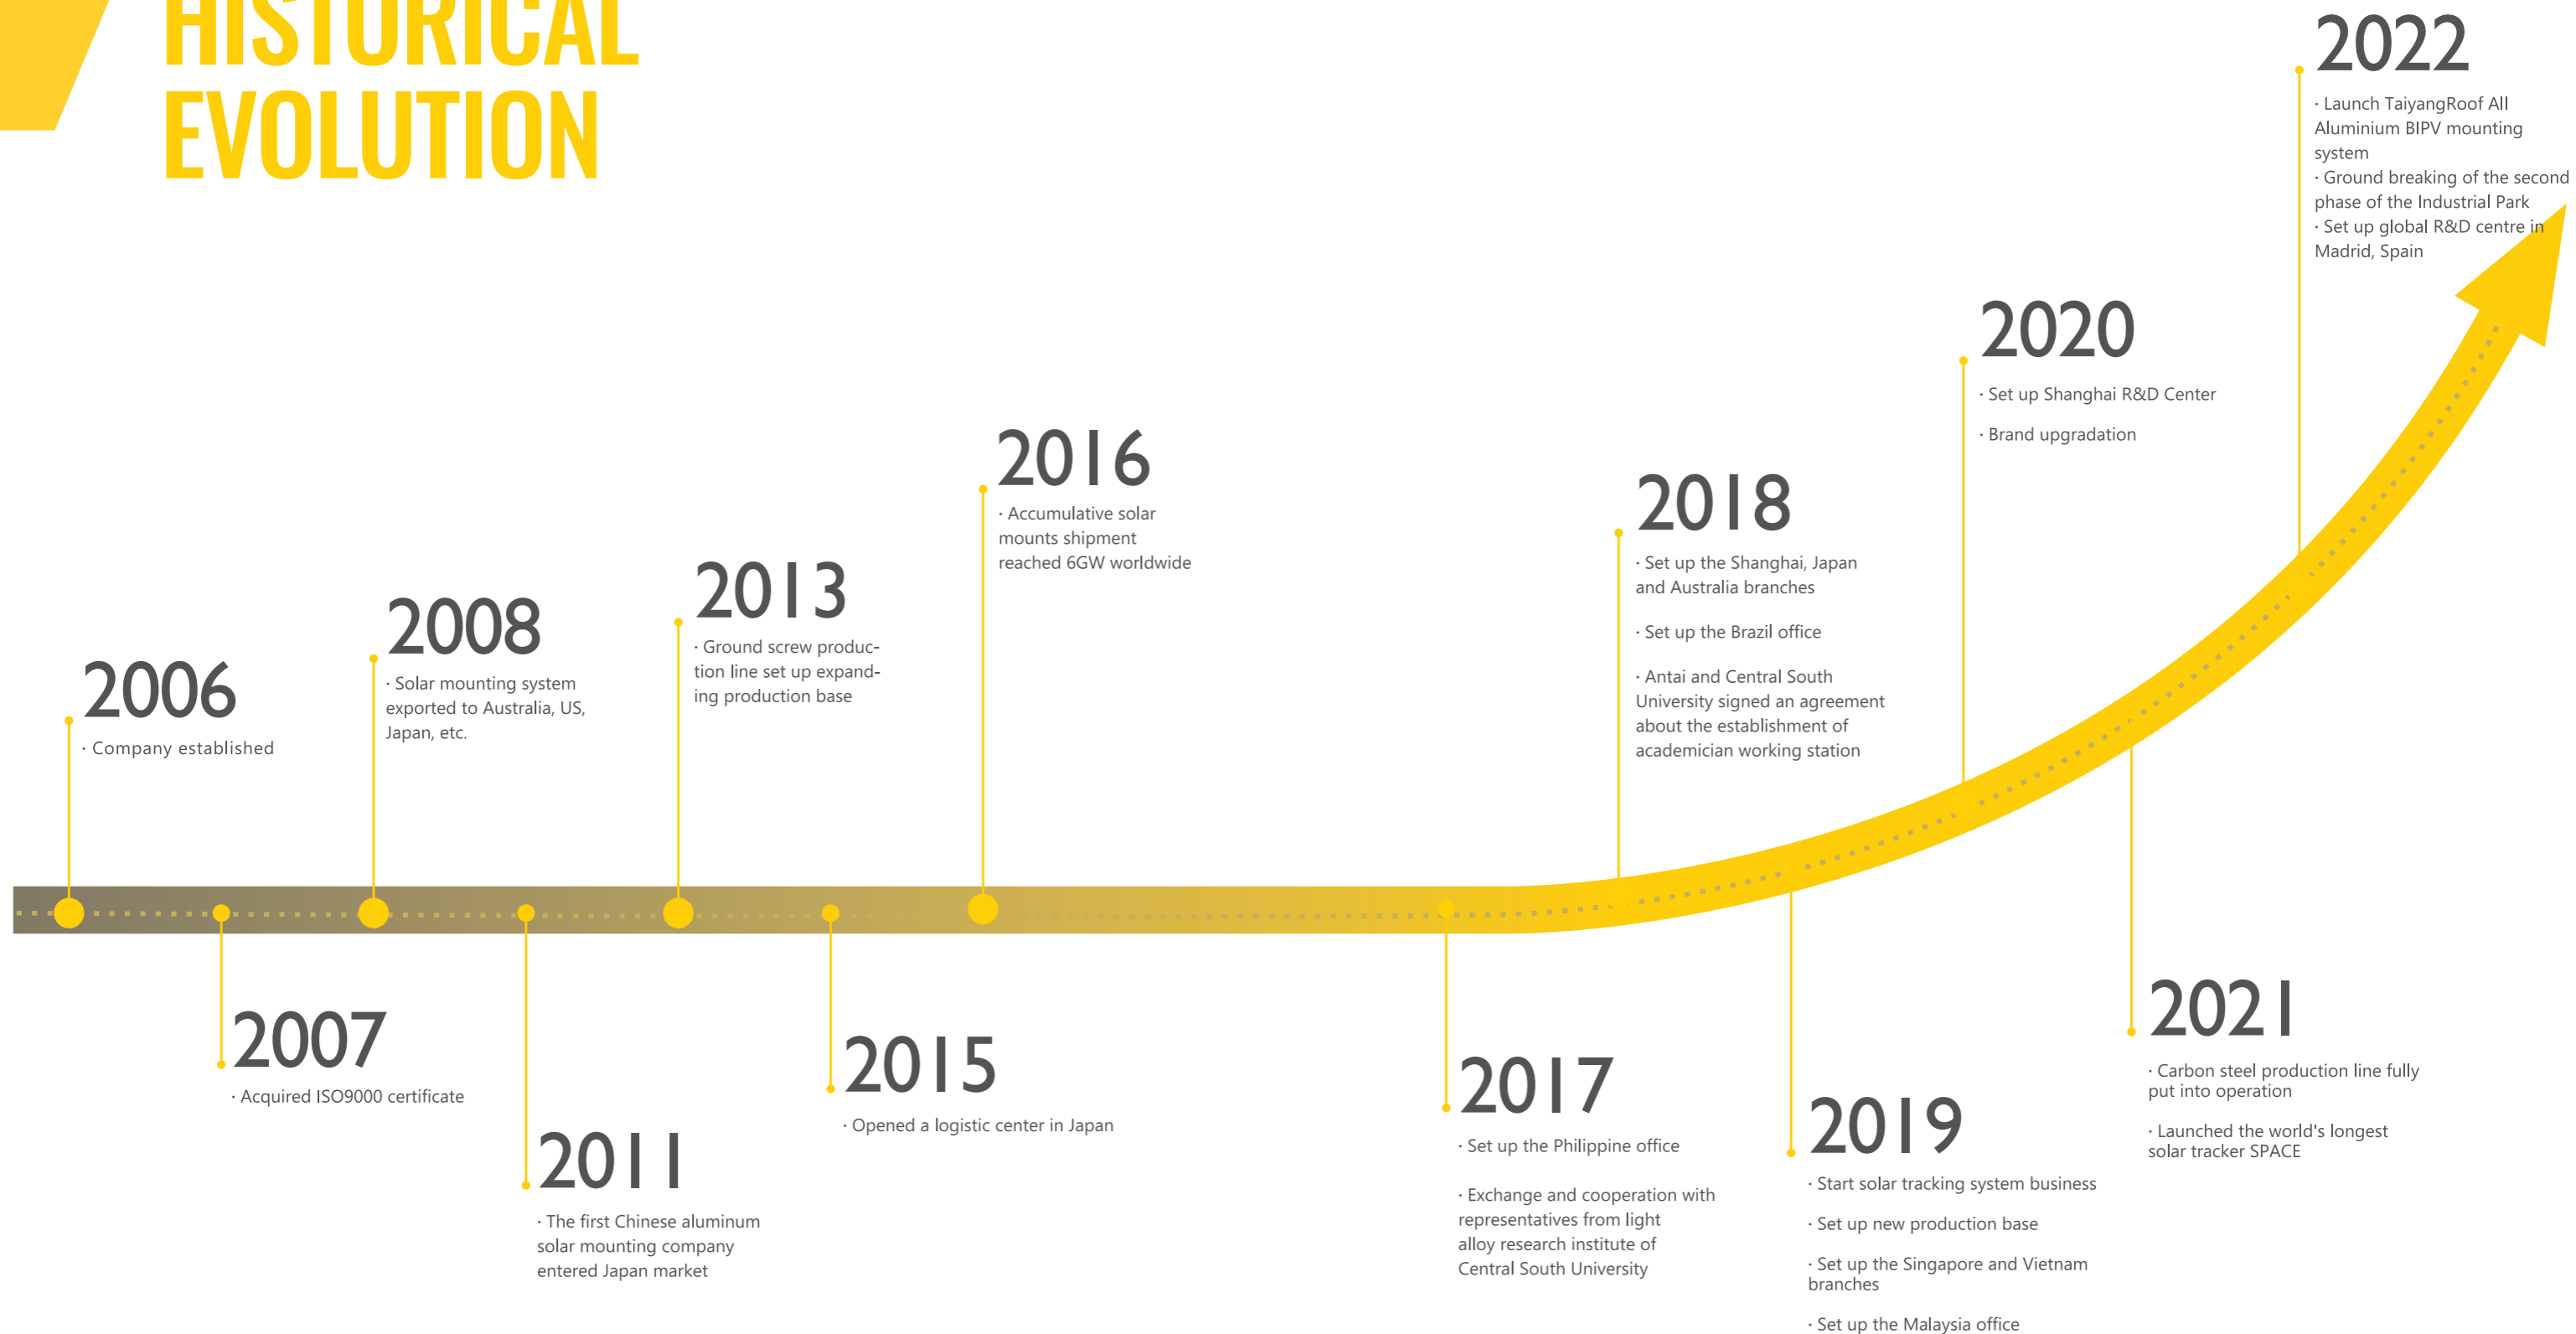 HISTORICAL
EVOLUTION
2006
· Company established
2007
· Acquired ISO9000 certificate
2008
· Solar mounting system
exported to Australia, US,
Japan, etc.
2011
· The first Chinese aluminum
solar mounting company
entered Japan market
2013
· Ground screw produc-
tion line set up expand-
ing production base
2015
· Opened a logistic center in Japan
2016
· Accumulative solar
mounts shipment
reached 6GW worldwide
2017
· Set up the Philippine office
· Exchange and cooperation with
representatives from light
alloy research institute of
Central South University
2018
· Set up the Shanghai, Japan
and Australia branches
· Set up the Brazil office
· Antai and Central South
University signed an agreement
about the establishment of
academician working station
2019
· Start solar tracking system business
· Set up new production base
· Set up the Singapore and Vietnam
branches
· Set up the Malaysia office
2020
· Set up Shanghai R&D Center
· Brand upgradation
2021
· Carbon steel production line fully
put into operation
· Launched the world's longest
solar tracker SPACE
2022
· Launch TaiyangRoof All
Aluminium BIPV mounting
system
· Ground breaking of the second
phase of the Industrial Park
· Set up global R&D centre in
Madrid, Spain